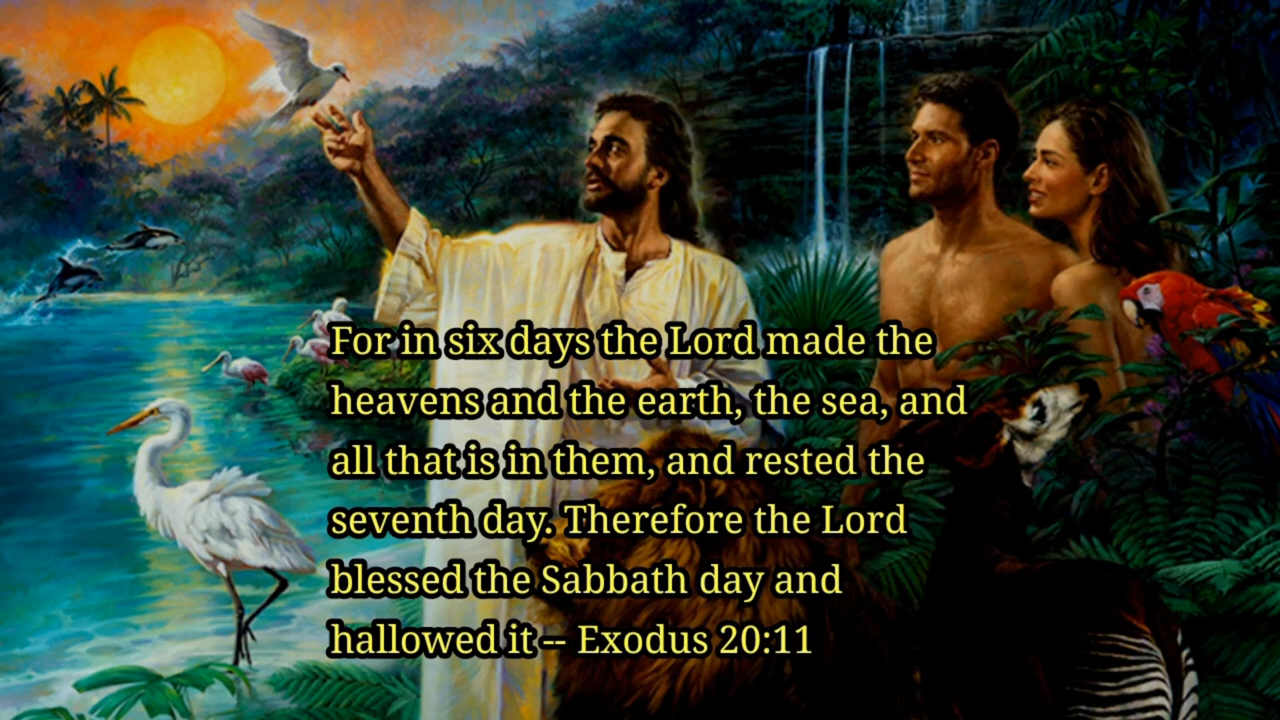 For in six days the Lord made the
heavens and the earth, the sea, and
all that is in them, and rested the
seventh day. Therefore the Lord
blessed the Sabbath day and
hallowed it -- Exodus 20:11